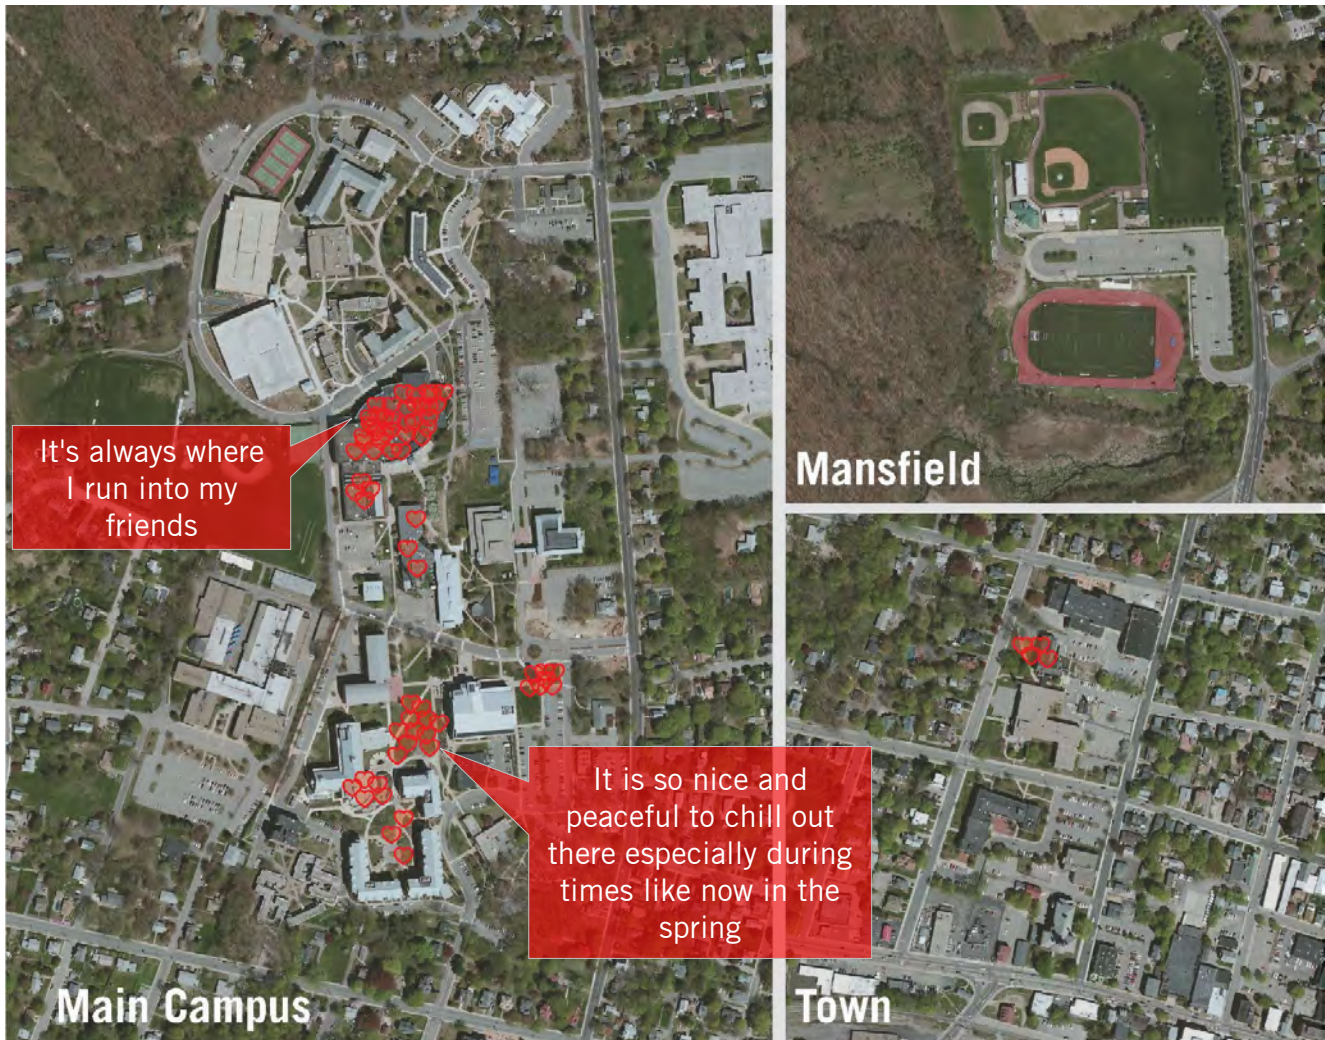 It's always where
I run into my
friends
It is so nice and
peaceful to chill out
there especially during
times like now in the
spring
Main Campus
Mansfield
Town